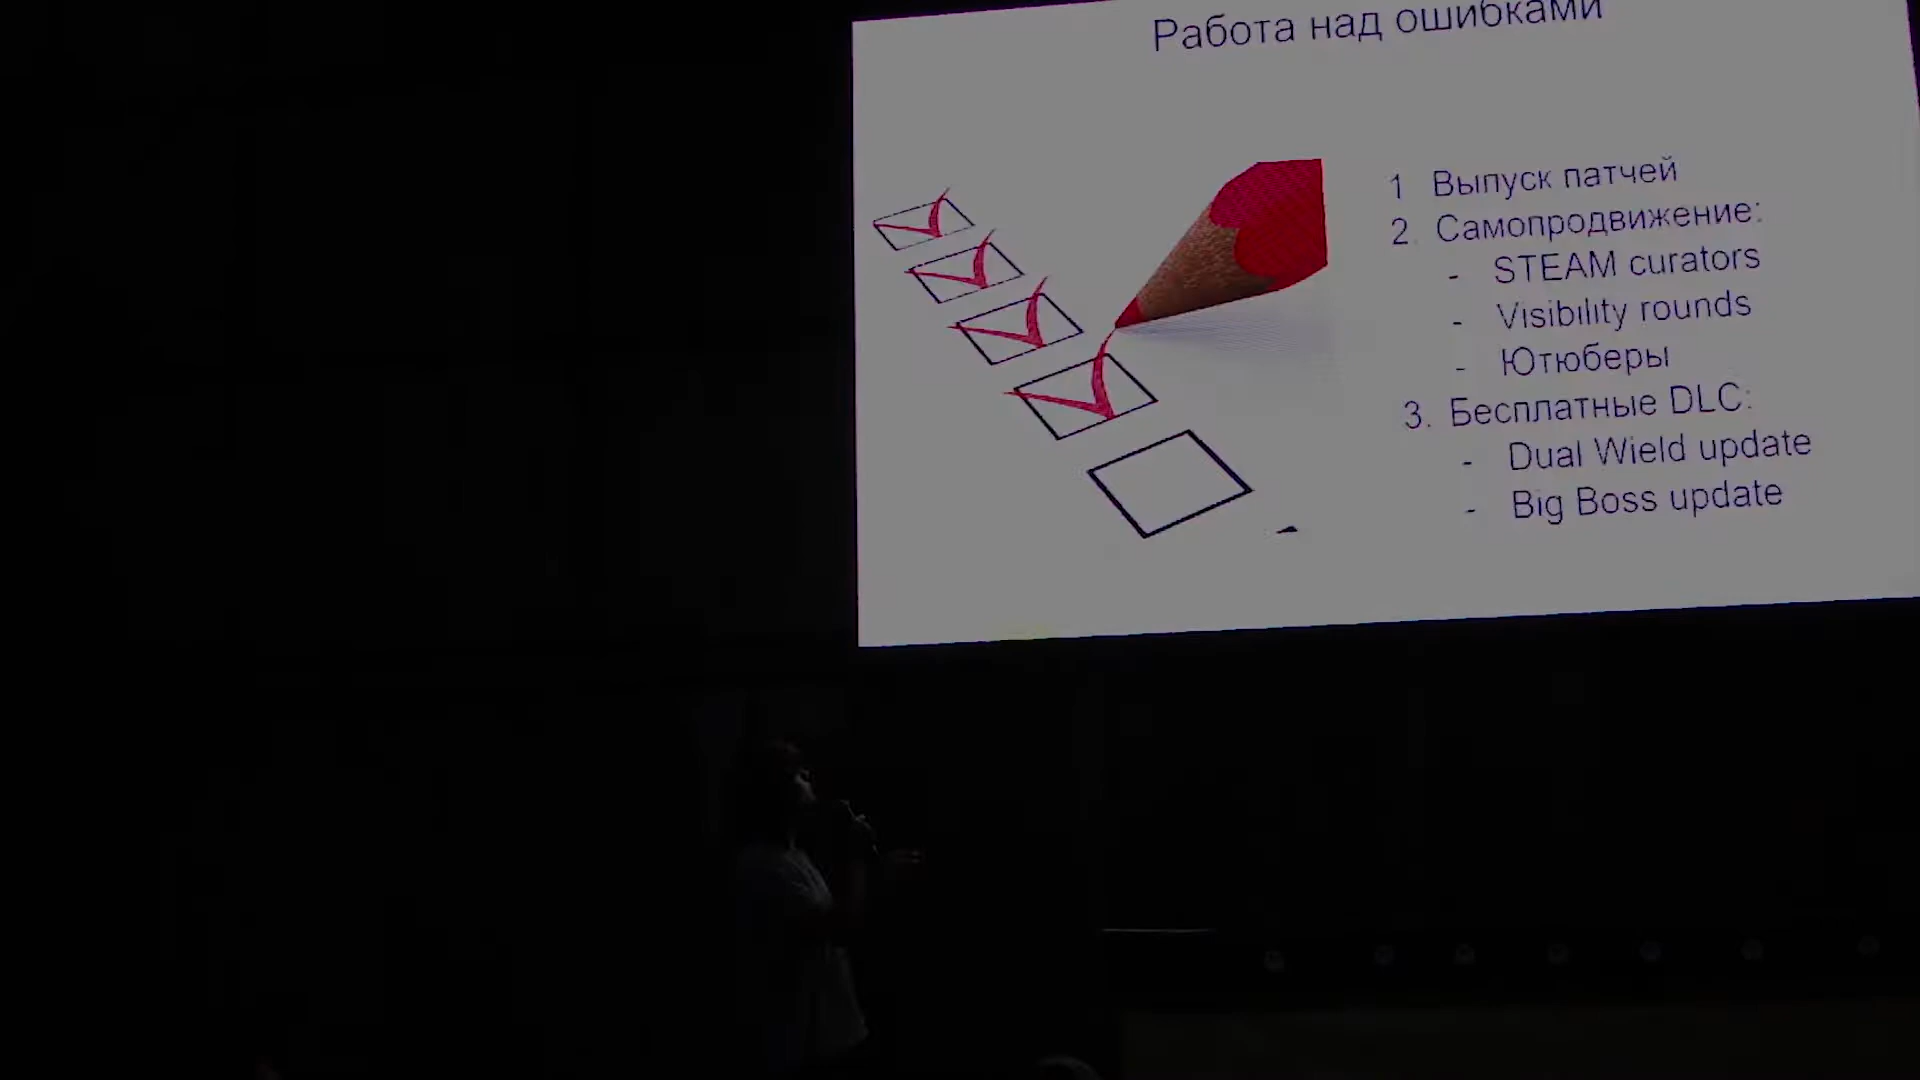 Работа над ошибками
1 Выпуск патчей
2. Самопродвижение:
- STEAM curators
- Visibility rounds
- Ютюберы
3. Бесплатные DLC:
- Dual Wield update
- Big Boss update